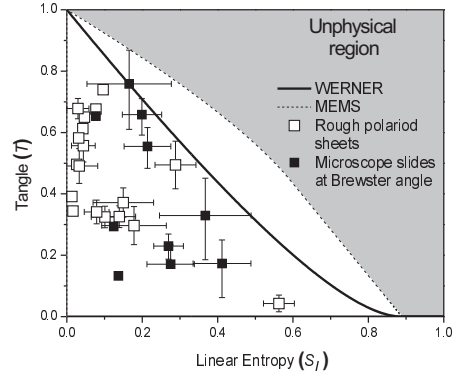 Unphysical
region
WERNER
MEMS
Rough polariod
sheets
Microscope slides
at Brewster angle
Tangle (T)
1.0
0.8
0.6
0.4
0.2
0.0
0.0 0.2 0.4 0.6 0.8 1.0
Linear Entropy (S_l)